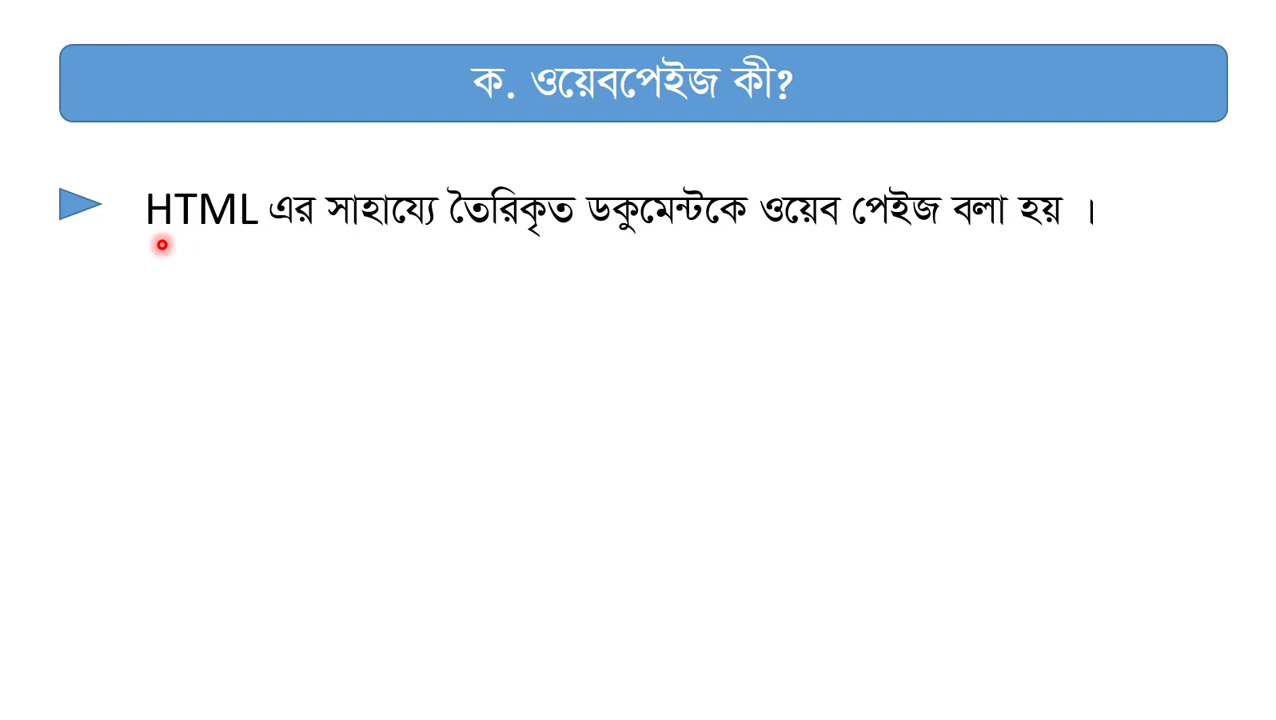 ক. ওয়েবপেইজ কী?
HTML এর সাহায্যে তৈরিকৃত ডকুমেন্টকে ওয়েব পেইজ বলা হয় ।